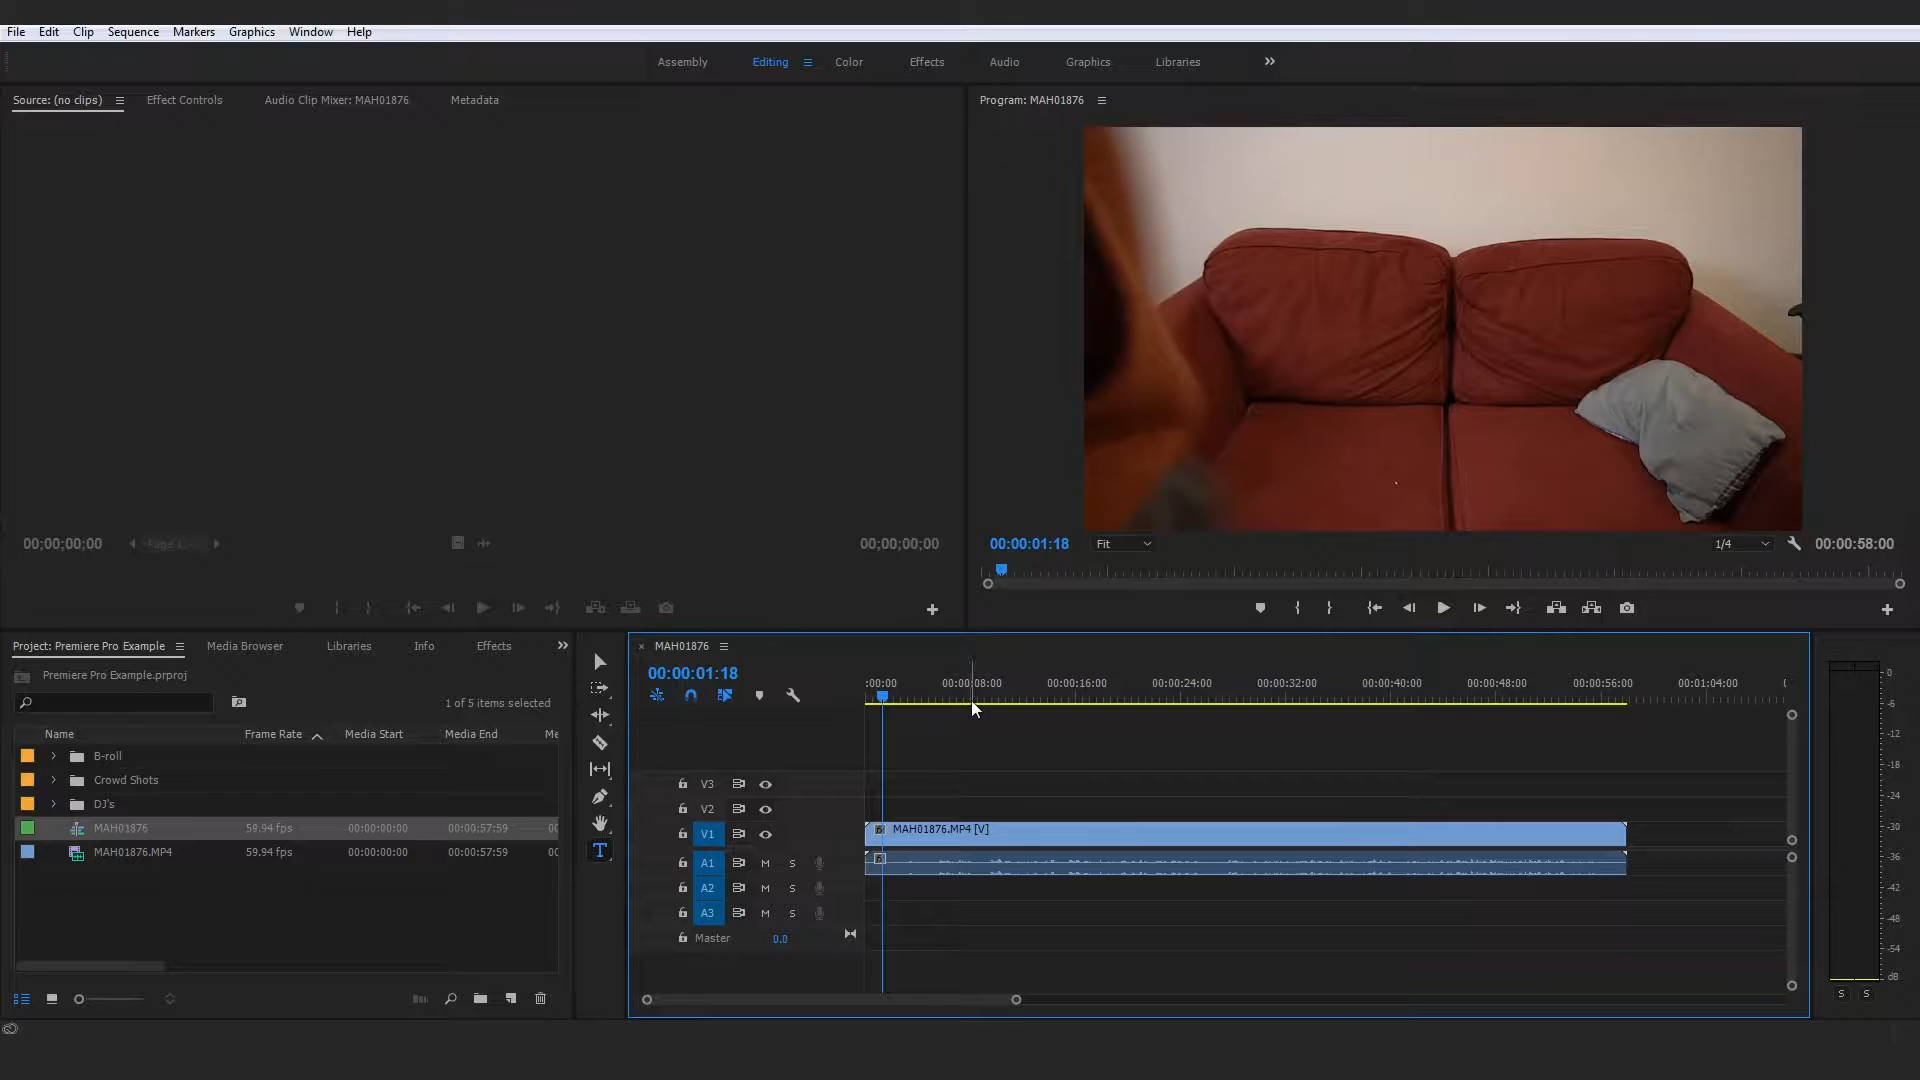 File Edit Clip Sequence Markers Graphics Window Help
Assembly Editing Color Effects Audio Graphics Libraries
Source: (no clips) Effect Controls Audio Clip Mixer: MAH01876 Metadata
Program: MAH01876
00;00;00;00 00;00;00;00
00:00:01:18 Fit 1/4 00:00:58:00
Project: Premiere Pro Example Media Browser Libraries Info Effects
Premiere Pro Example.prproj
1 of 5 items selected
Name Frame Rate Media Start Media End Me
B-roll
Crowd Shots
DJ's
MAH01876 59.94 fps 00:00:00:00 00:00:57:59 00
MAH01876.MP4 59.94 fps 00:00:00:00 00:00:57:59 00
T
MAH01876
00:00:01:18
:00:00 00:00:08:00 00:00:16:00 00:00:24:00 00:00:32:00 00:00:40:00 00:00:48:00 00:00:56:00 00:01:04:00
V3
V2
V1 fx MAH01876.MP4 [V]
A1 M S
A2 M S
A3 M S
Master 0.0
0
-6
-12
-18
-24
-30
-36
-42
-48
-54
dB
S S